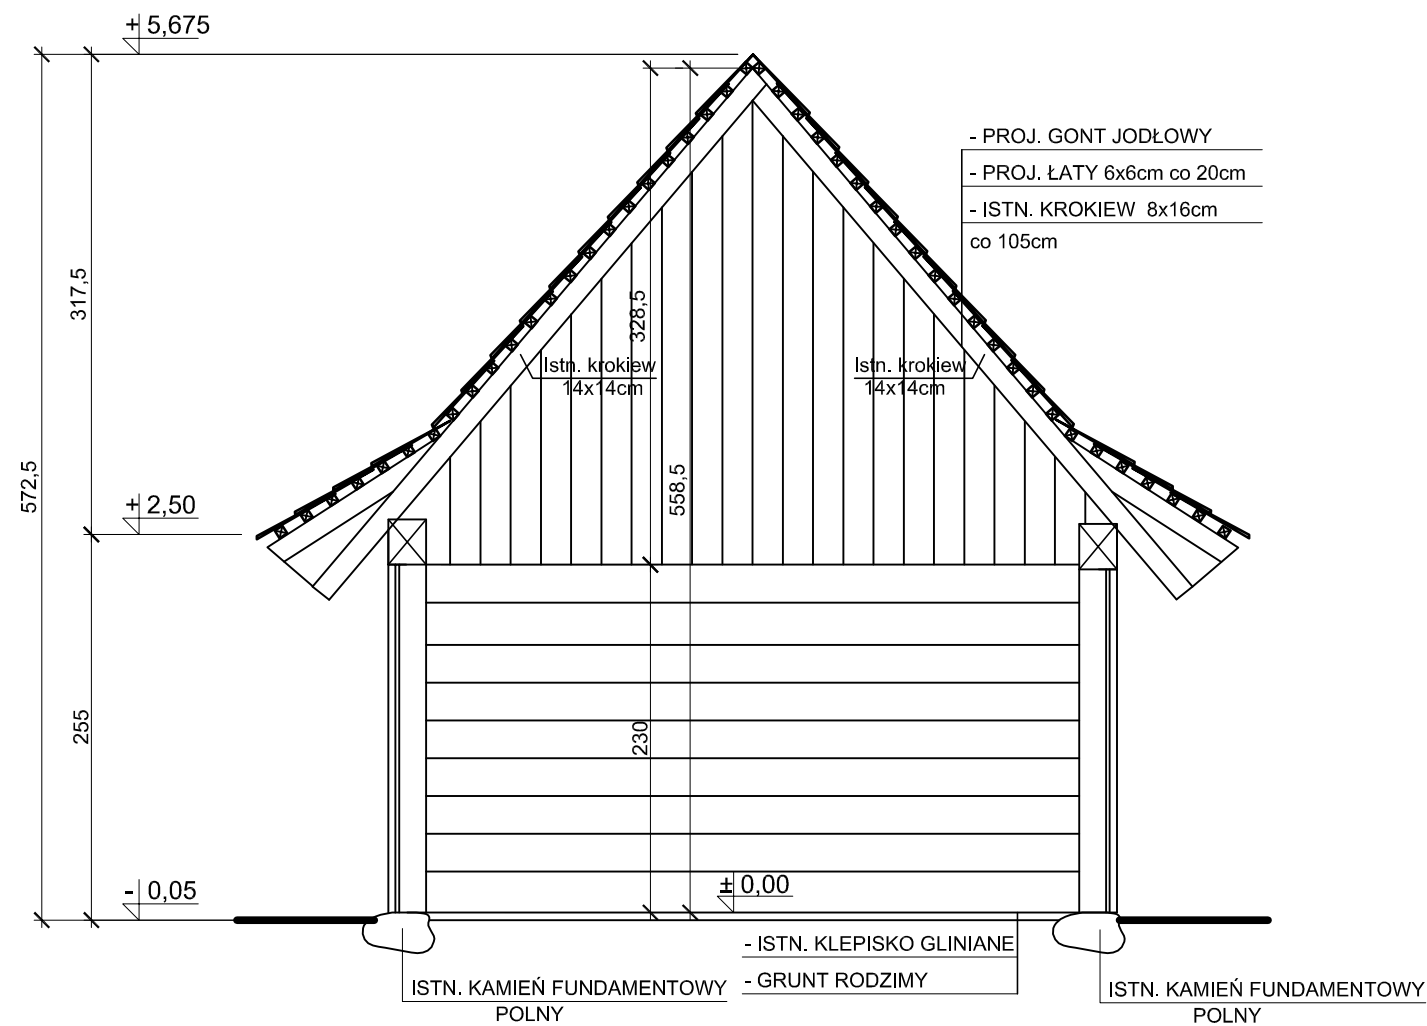 + 5,675
- PROJ. GONT JODŁOWY
- PROJ. ŁATY 6x6cm co 20cm
- ISTN. KROKIEW 8x16cm
co 105cm
317,5
328,5
Istn. krokiew
14x14cm
Istn. krokiew
14x14cm
572,5
558,5
+ 2,50
255
230
- 0,05
± 0,00
- ISTN. KLEPISKO GLINIANE
- GRUNT RODZIMY
ISTN. KAMIEŃ FUNDAMENTOWY
POLNY
ISTN. KAMIEŃ FUNDAMENTOWY
POLNY